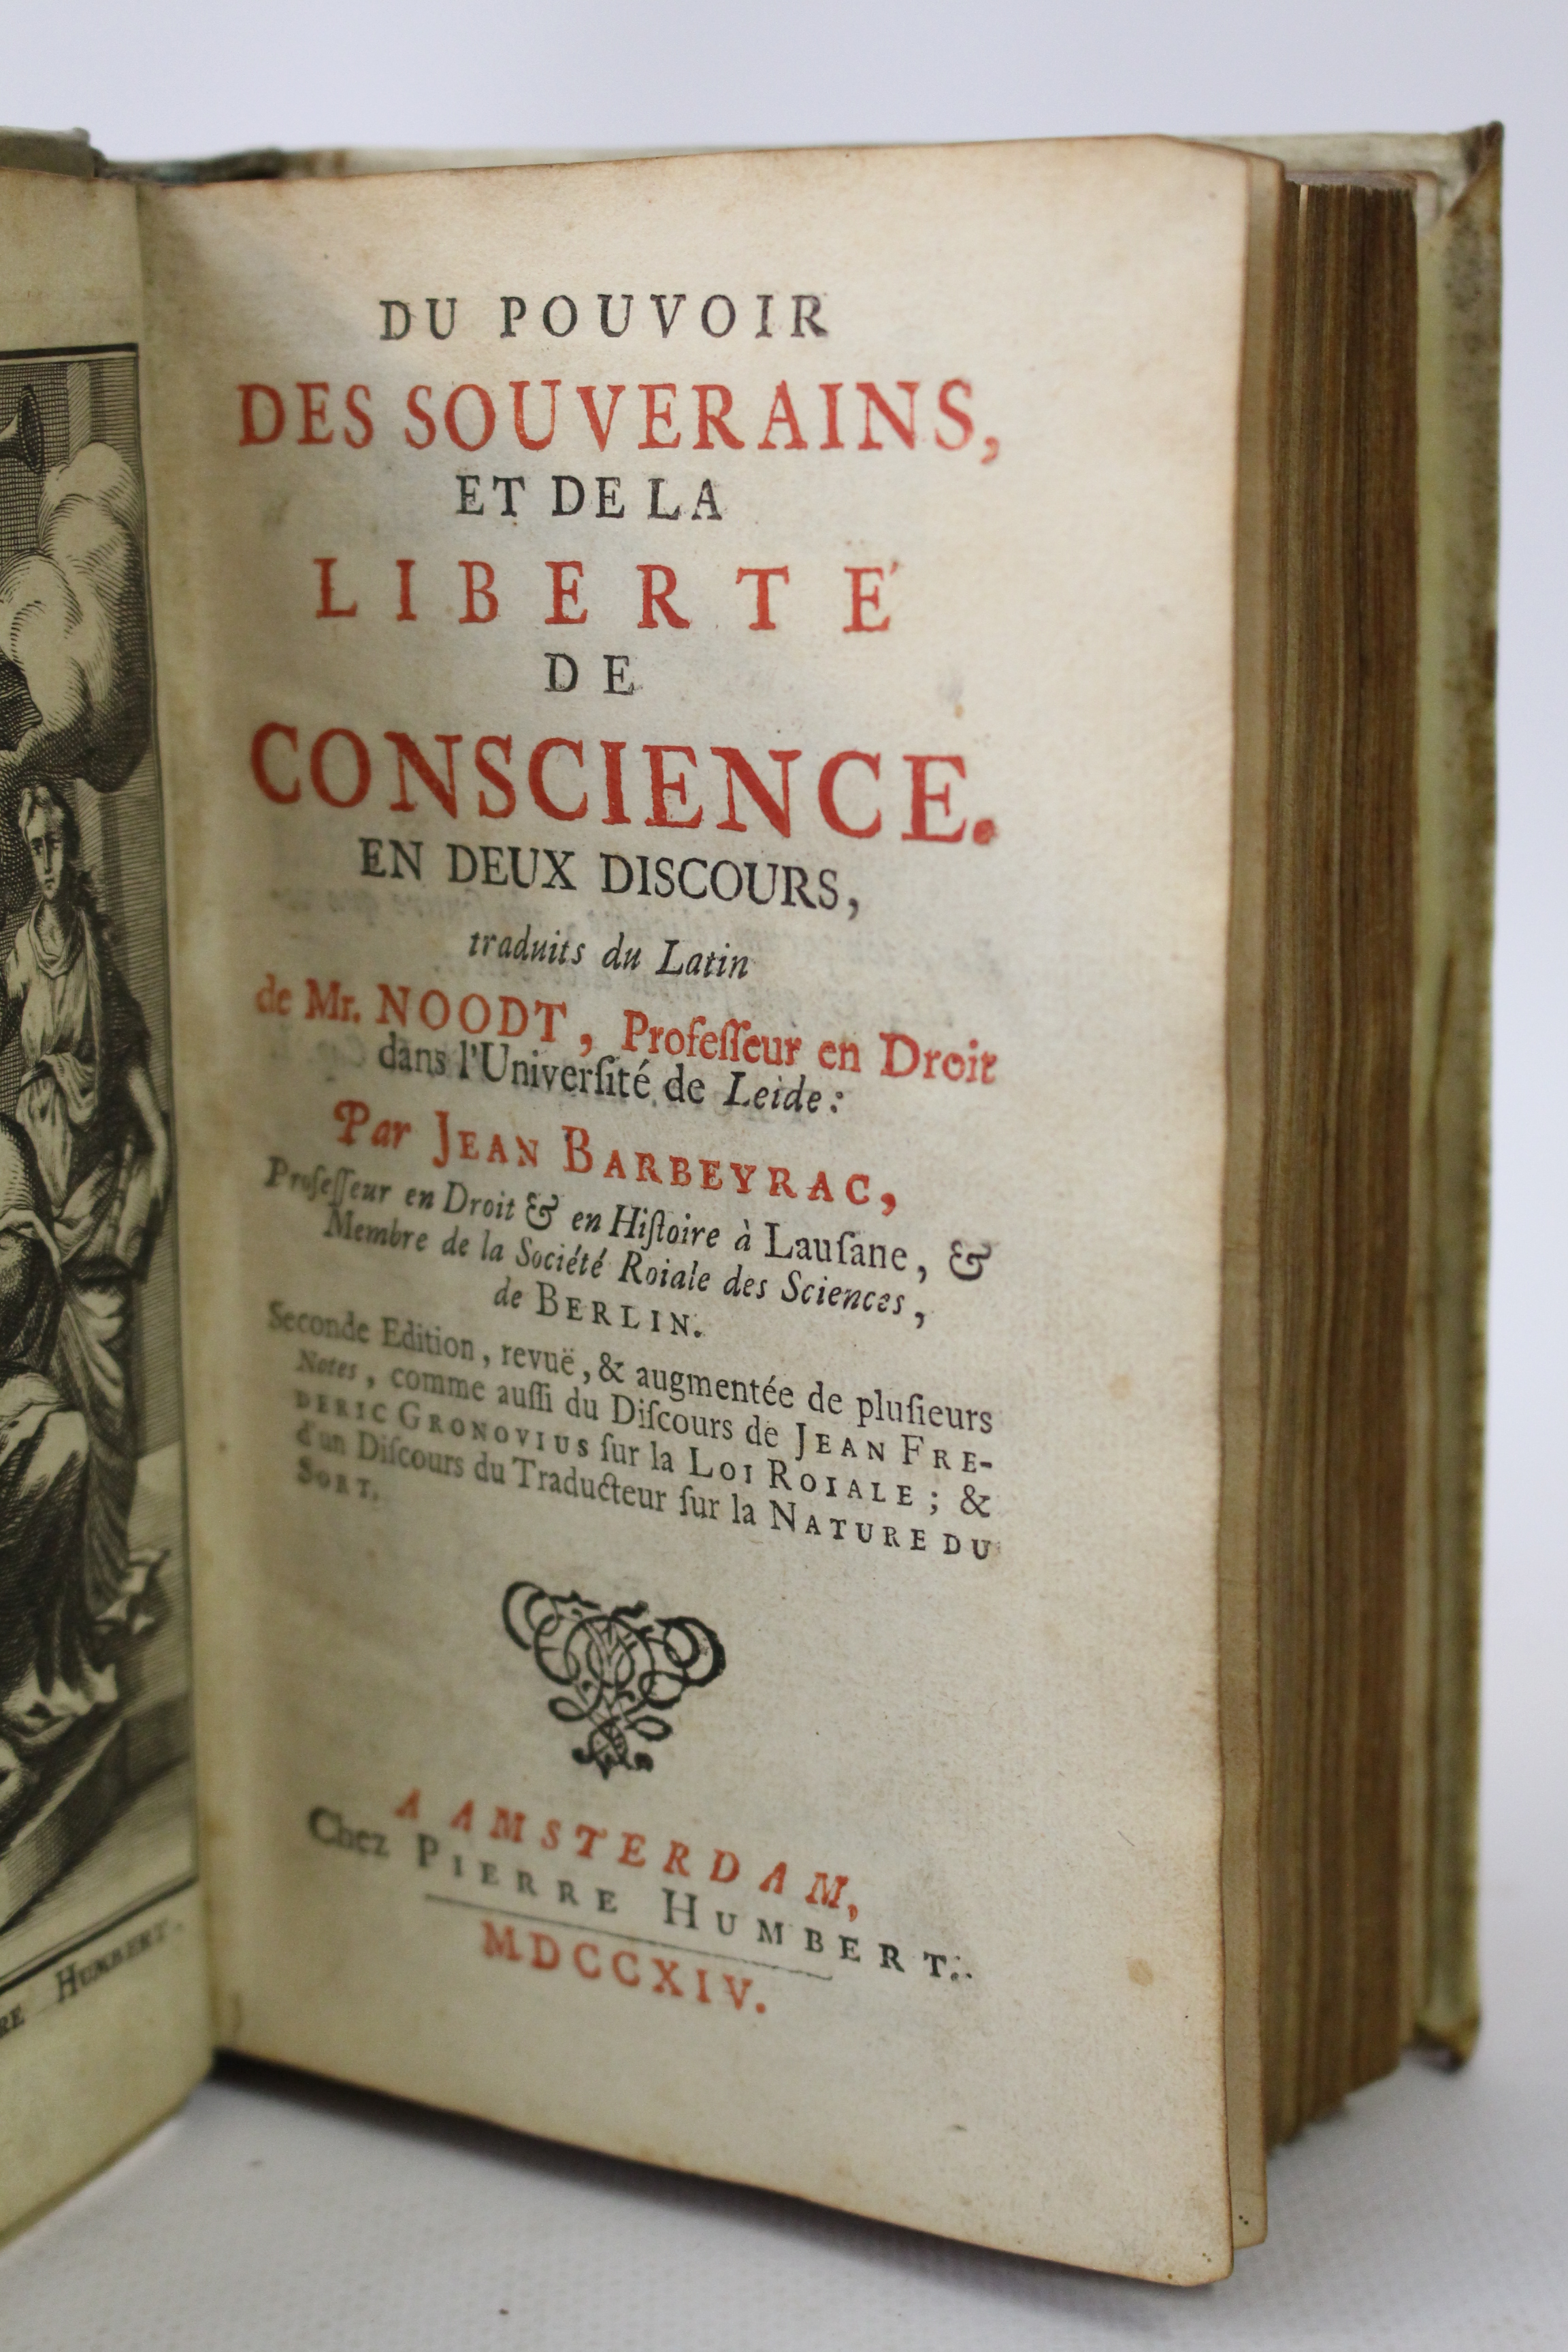 DU POUVOIR
DES SOUVERAINS,
ET DE LA
LIBERTÉ
DE
CONSCIENCE.
EN DEUX DISCOURS,
traduits du Latin
de Mr. NOODT, Profeſſeur en Droit
dans l'Univerſité de Leide:
Par JEAN BARBEYRAC,
Profeſſeur en Droit & en Hiſtoire à Lauſane, &
Membre de la Société Roiale des Sciences,
de BERLIN.
Seconde Edition, revuë, & augmentée de pluſieurs
Notes, comme auſſi du Diſcours de JEAN FRE-
DERIC GRONOVIUS ſur la LOI ROIALE; &
d'un Diſcours du Traducteur ſur la NATURE DU
SORT.
A AMSTERDAM,
Chez PIERRE HUMBERT.
MDCCXIV.
RE HUMBERT.